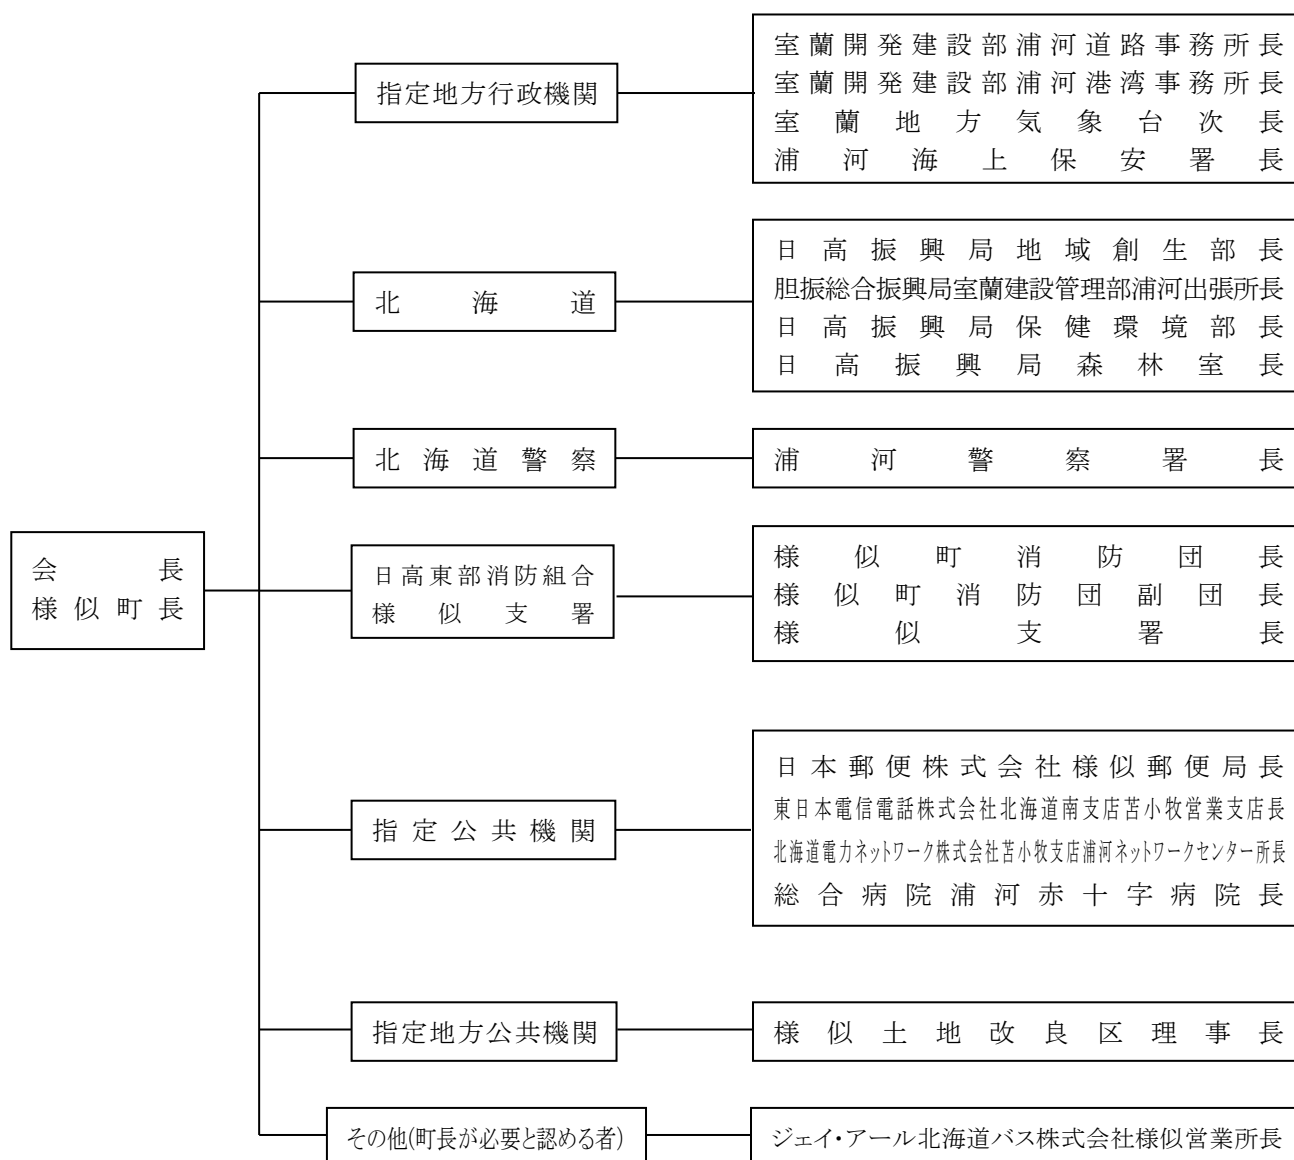 会長
様似町長
指定地方行政機関
室蘭開発建設部浦河道路事務所長
室蘭開発建設部浦河港湾事務所長
室蘭地方気象台次長
浦河海上保安署長
北海道
日高振興局地域創生部長
胆振総合振興局室蘭建設管理部浦河出張所長
日高振興局保健環境部長
日高振興局森林室長
北海道警察
浦河警察署長
日高東部消防組合
様似支署
様似町消防団長
様似町消防団副団長
様似支署長
指定公共機関
日本郵便株式会社様似郵便局長
東日本電信電話株式会社北海道南支店苫小牧営業支店長
北海道電力ネットワーク株式会社苫小牧支店浦河ネットワークセンター所長
総合病院浦河赤十字病院長
指定地方公共機関
様似土地改良区理事長
その他(町長が必要と認める者)
ジェイ・アール北海道バス株式会社様似営業所長